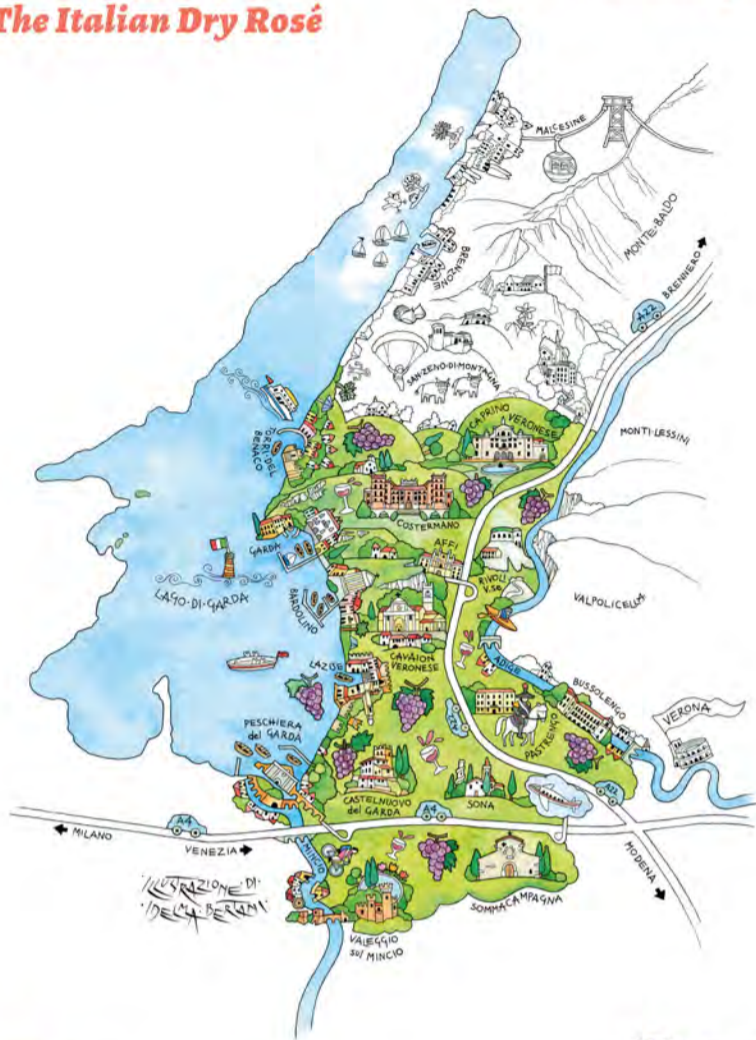 The Italian Dry Rosé
MALCESINE
MONTE·BALDO
BRENZONE
BRENNERO
A22
SAN·ZENO·DI·MONTAGNA
CAPRINO
VERONESE
TORRI DEL
BENACO
MONTI·LESSINI
COSTERMANO
GARDA
AFFI
RIVOLI
V.se
LAGO·DI·GARDA
BARDOLINO
VALPOLICELLA
CAVAION
VERONESE
LAZISE
ADIGE
BUSSOLENGO
VERONA
A22
PASTRENGO
PESCHIERA
del GARDA
CASTELNUOVO
del GARDA
SONA
A22
A4
A4
MILANO
VENEZIA
MINCIO
MODENA
SOMMACAMPAGNA
ILLUSTRAZIONE·DI·
VALEGGIO
sul MINCIO